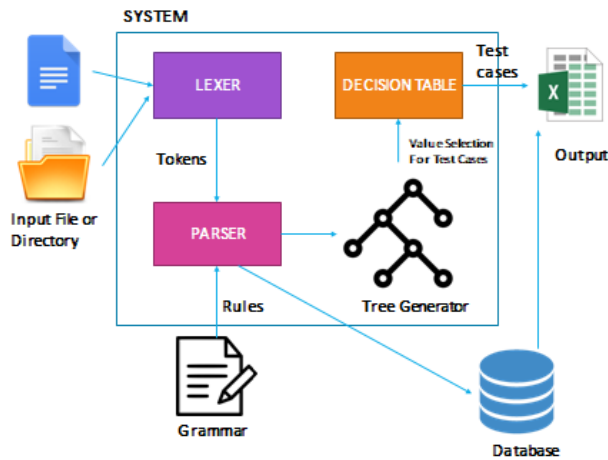 SYSTEM
LEXER
DECISION TABLE
Test
cases
X
Tokens
Value Selection
For Test Cases
Output
Input File or
Directory
PARSER
Rules
Tree Generator
Grammar
Database